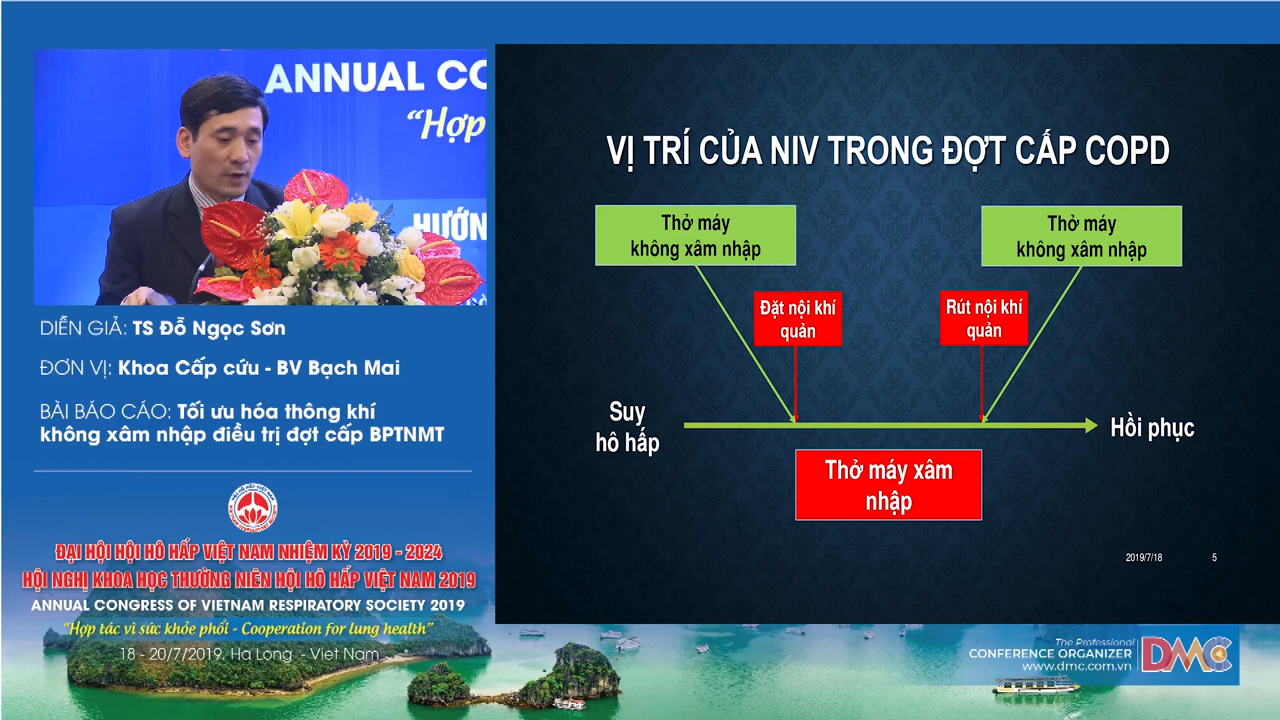 ANNUAL CO
“Hợp
HƯỚN
DIỄN GIẢ: TS Đỗ Ngọc Sơn
ĐƠN VỊ: Khoa Cấp cứu - BV Bạch Mai
BÀI BÁO CÁO: Tối ưu hóa thông khí
không xâm nhập điều trị đợt cấp BPTNMT
ĐẠI HỘI HỘI HÔ HẤP VIỆT NAM NHIỆM KỲ 2019 - 2024
HỘI NGHỊ KHOA HỌC THƯỜNG NIÊN HỘI HÔ HẤP VIỆT NAM 2019
ANNUAL CONGRESS OF VIETNAM RESPIRATORY SOCIETY 2019
“Hợp tác vì sức khỏe phổi - Cooperation for lung health”
18 - 20/7/2019. Ha Long - Viet Nam
VỊ TRÍ CỦA NIV TRONG ĐỢT CẤP COPD
Thở máy
không xâm nhập
Thở máy
không xâm nhập
Đặt nội khí
quản
Rút nội khí
quản
Suy
hô hấp
Hồi phục
Thở máy xâm
nhập
2019/7/18
5
The Professional
CONFERENCE ORGANIZER
www.dmc.com.vn
DMC